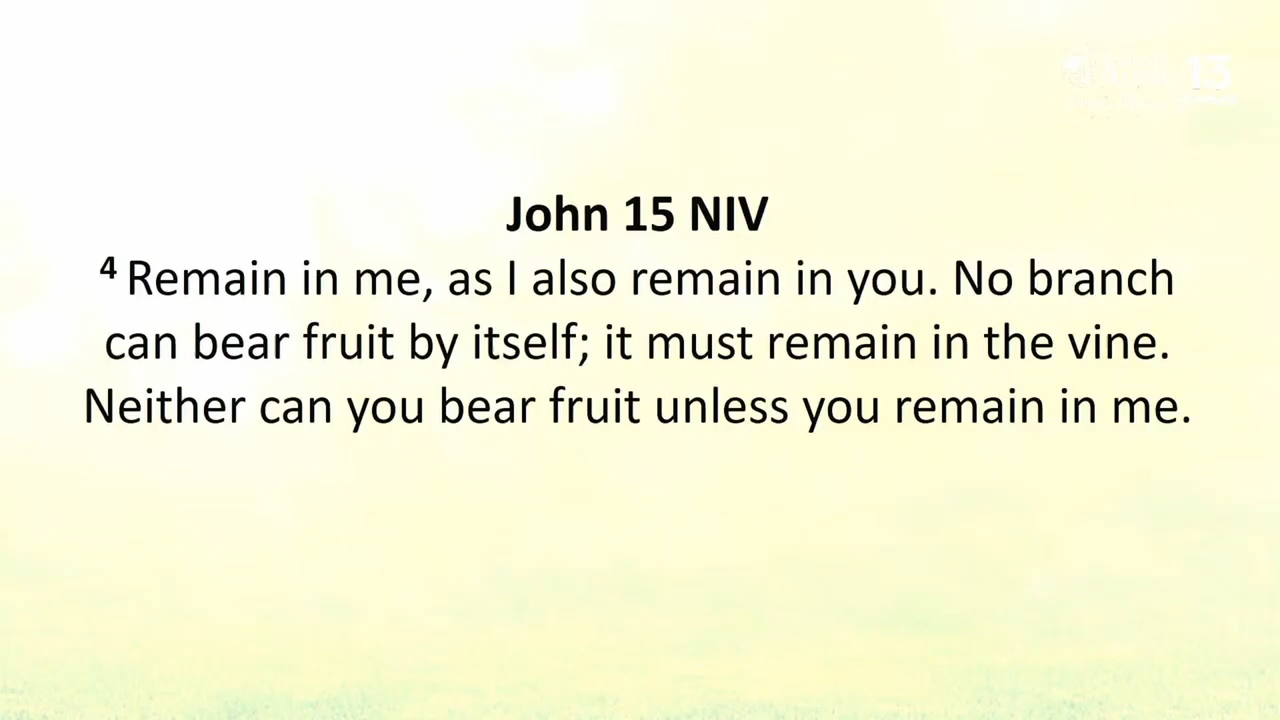 13
John 15 NIV
4 Remain in me, as I also remain in you. No branch
can bear fruit by itself; it must remain in the vine.
Neither can you bear fruit unless you remain in me.